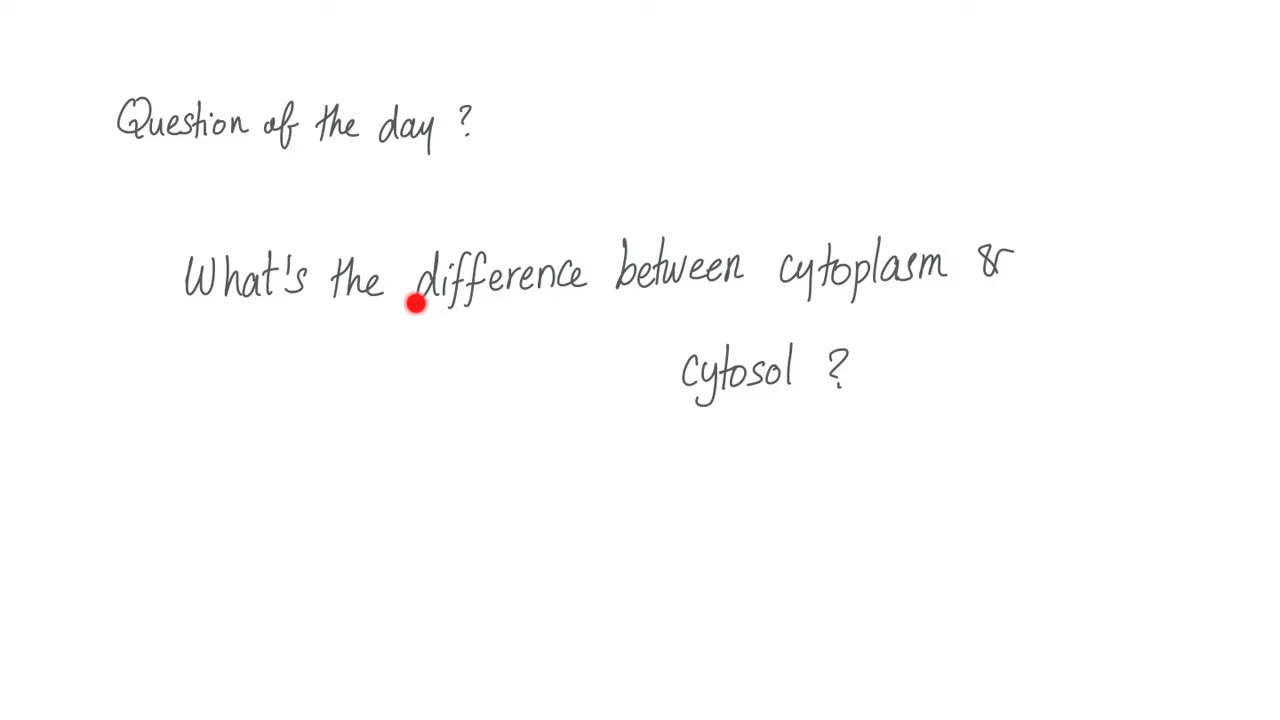 Question of the day ?
What's the difference between cytoplasm &
cytosol ?